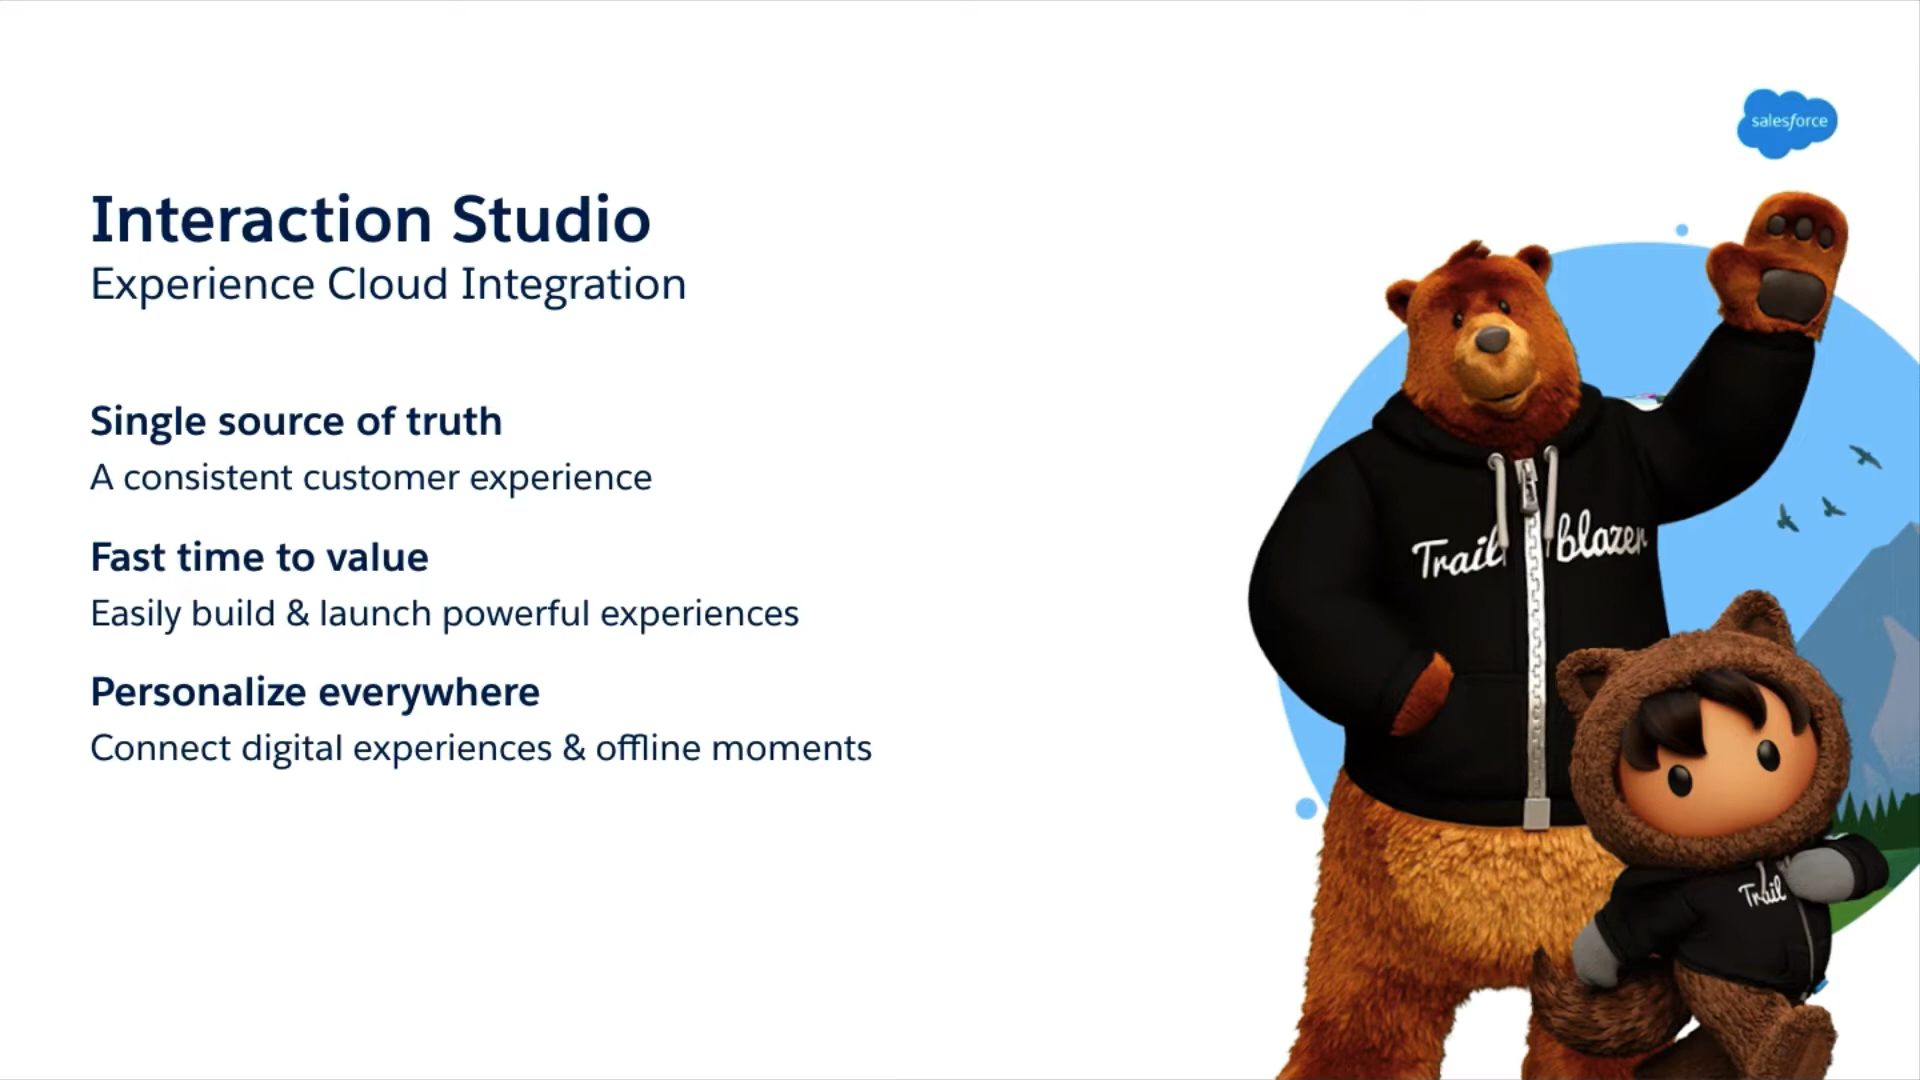 salesforce
Interaction Studio
Experience Cloud Integration
Single source of truth
A consistent customer experience
Fast time to value
Easily build & launch powerful experiences
Personalize everywhere
Connect digital experiences & offline moments
Trail blazer
Trail